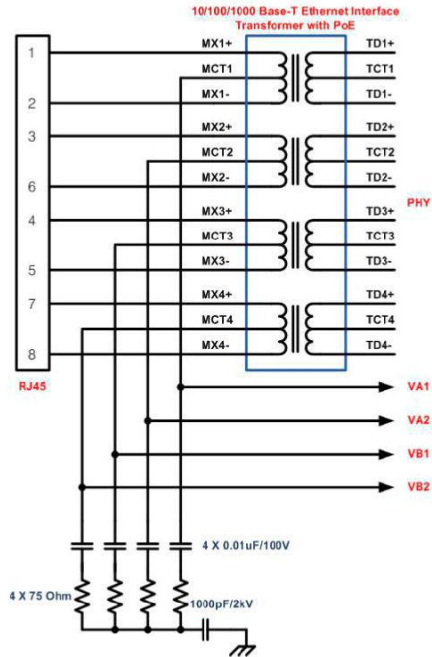 10/100/1000 Base-T Ethernet Interface
Transformer with PoE
1 MX1+ TD1+
MCT1 TCT1
2 MX1- TD1-
3 MX2+ TD2+
MCT2 TCT2
6 MX2- TD2-
PHY
4 MX3+ TD3+
MCT3 TCT3
5 MX3- TD3-
7 MX4+ TD4+
MCT4 TCT4
8 MX4- TD4-
RJ45
VA1
VA2
VB1
VB2
4 X 0.01uF/100V
4 X 75 Ohm
1000pF/2kV